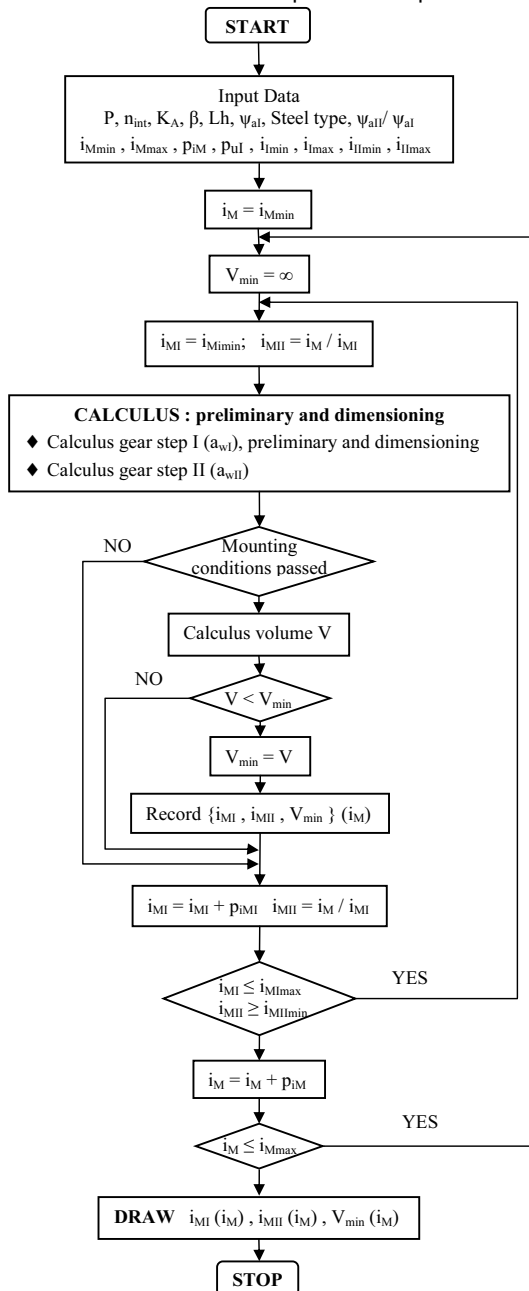 START
Input Data
P, n_int, K_A, β, Lh, ψ_aI, Steel type, ψ_aII/ ψ_aI
i_Mmin , i_Mmax , p_iM , p_uI , i_Imin , i_Imax , i_IImin , i_IImax
i_M = i_Mmin
V_min = ∞
i_MI = i_Mimin; i_MII = i_M / i_MI
CALCULUS : preliminary and dimensioning
♦ Calculus gear step I (a_wI), preliminary and dimensioning
♦ Calculus gear step II (a_wII)
NO
Mounting
conditions passed
Calculus volume V
NO
V < V_min
V_min = V
Record {i_MI , i_MII , V_min } (i_M)
i_MI = i_MI + p_iMI i_MII = i_M / i_MI
i_MI ≤ i_MImax
YES
i_MII ≥ i_MIImin
i_M = i_M + p_iM
YES
i_M ≤ i_Mmax
DRAW i_MI (i_M) , i_MII (i_M) , V_min (i_M)
STOP